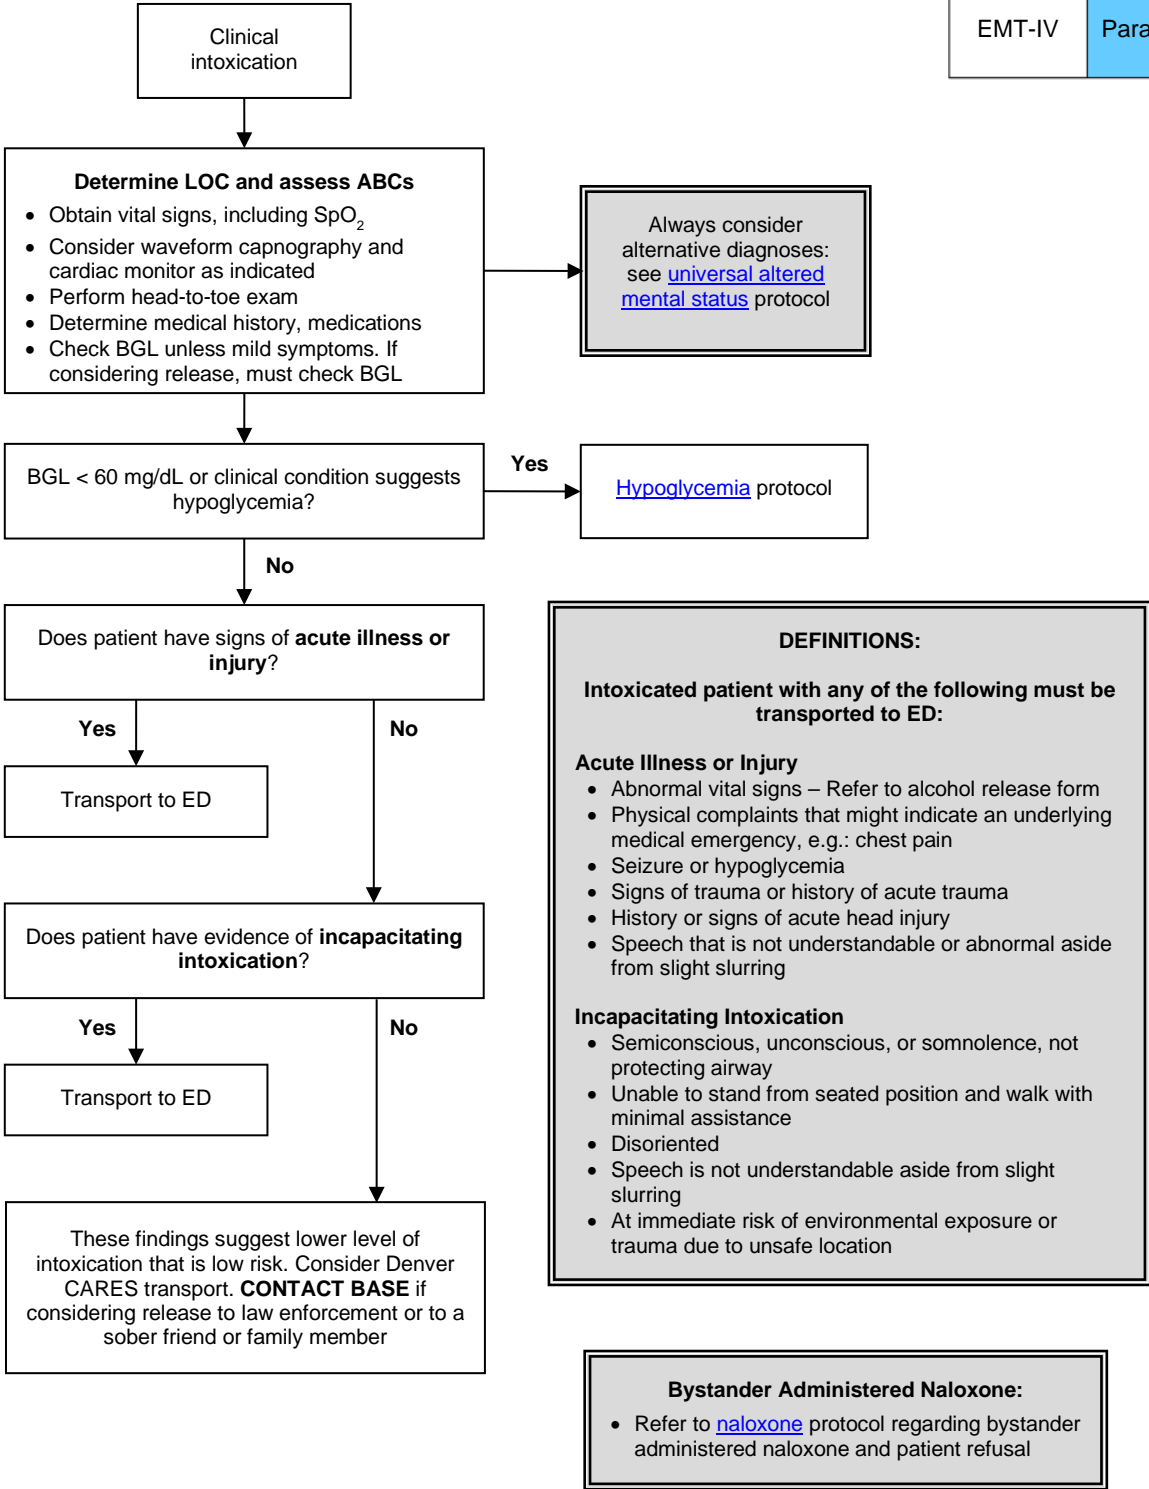 EMT-IV
Para
Clinical
intoxication
Determine LOC and assess ABCs
• Obtain vital signs, including SpO2
• Consider waveform capnography and
cardiac monitor as indicated
• Perform head-to-toe exam
• Determine medical history, medications
• Check BGL unless mild symptoms. If
considering release, must check BGL
Always consider
alternative diagnoses:
see universal altered
mental status protocol
BGL < 60 mg/dL or clinical condition suggests
hypoglycemia?
Yes
Hypoglycemia protocol
No
Does patient have signs of acute illness or
injury?
Yes
No
Transport to ED
Does patient have evidence of incapacitating
intoxication?
Yes
No
Transport to ED
These findings suggest lower level of
intoxication that is low risk. Consider Denver
CARES transport. CONTACT BASE if
considering release to law enforcement or to a
sober friend or family member
DEFINITIONS:
Intoxicated patient with any of the following must be
transported to ED:
Acute Illness or Injury
• Abnormal vital signs – Refer to alcohol release form
• Physical complaints that might indicate an underlying
medical emergency, e.g.: chest pain
• Seizure or hypoglycemia
• Signs of trauma or history of acute trauma
• History or signs of acute head injury
• Speech that is not understandable or abnormal aside
from slight slurring
Incapacitating Intoxication
• Semiconscious, unconscious, or somnolence, not
protecting airway
• Unable to stand from seated position and walk with
minimal assistance
• Disoriented
• Speech is not understandable aside from slight
slurring
• At immediate risk of environmental exposure or
trauma due to unsafe location
Bystander Administered Naloxone:
• Refer to naloxone protocol regarding bystander
administered naloxone and patient refusal